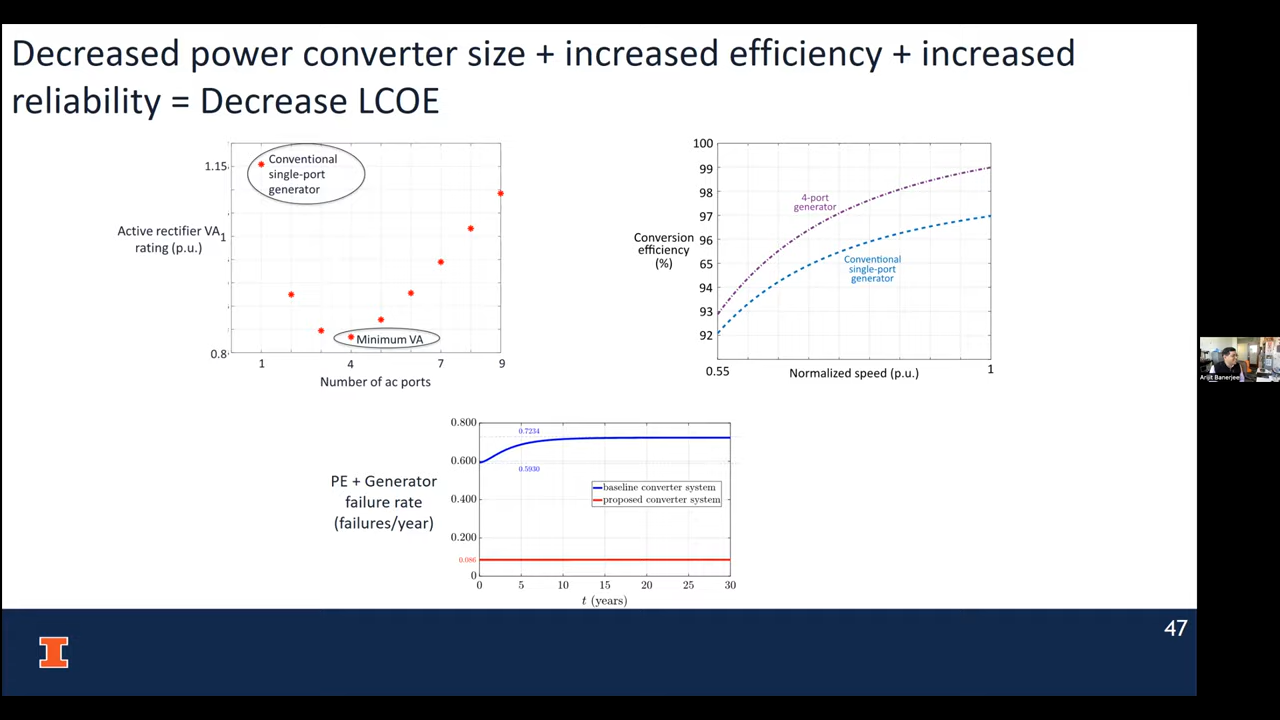 Decreased power converter size + increased efficiency + increased
reliability = Decrease LCOE
1.15
Conventional
single-port
generator
Active rectifier VA
rating (p.u.)
1
Minimum VA
0.8
1
4
7
9
Number of ac ports
100
99
98
97
96
65
94
93
92
Conversion
efficiency
(%)
4-port
generator
Conventional
single-port
generator
0.55
Normalized speed (p.u.)
1
PE + Generator
failure rate
(failures/year)
0.800
0.600
0.400
0.200
0
0.086
0.7234
0.5930
baseline converter system
proposed converter system
0
5
10
15
20
25
30
t (years)
47
I
Arijit Banerjee